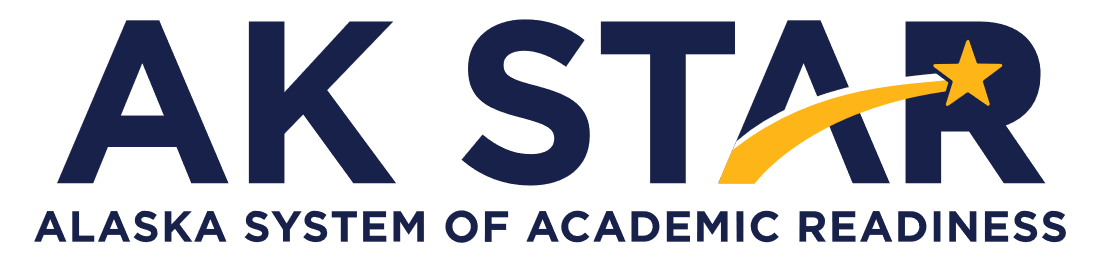 AK STAR
ALASKA SYSTEM OF ACADEMIC READINESS